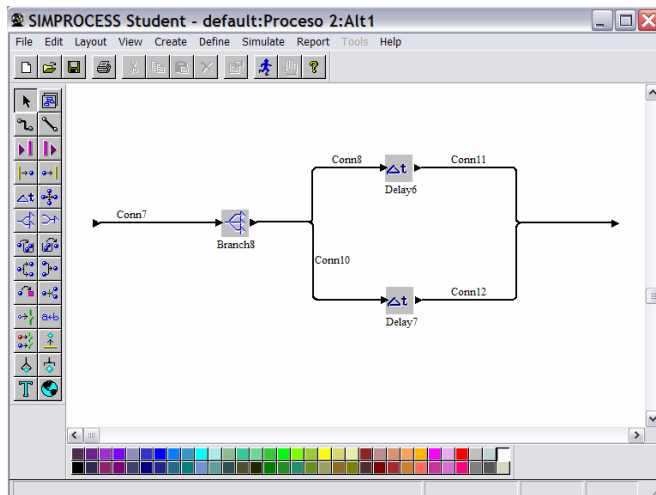 SIMPROCESS Student - default:Proceso 2:Alt1
File Edit Layout View Create Define Simulate Report Tools Help
Conn8 Conn11
Delay6
Conn7
Branch8
Conn10
Conn12
Delay7